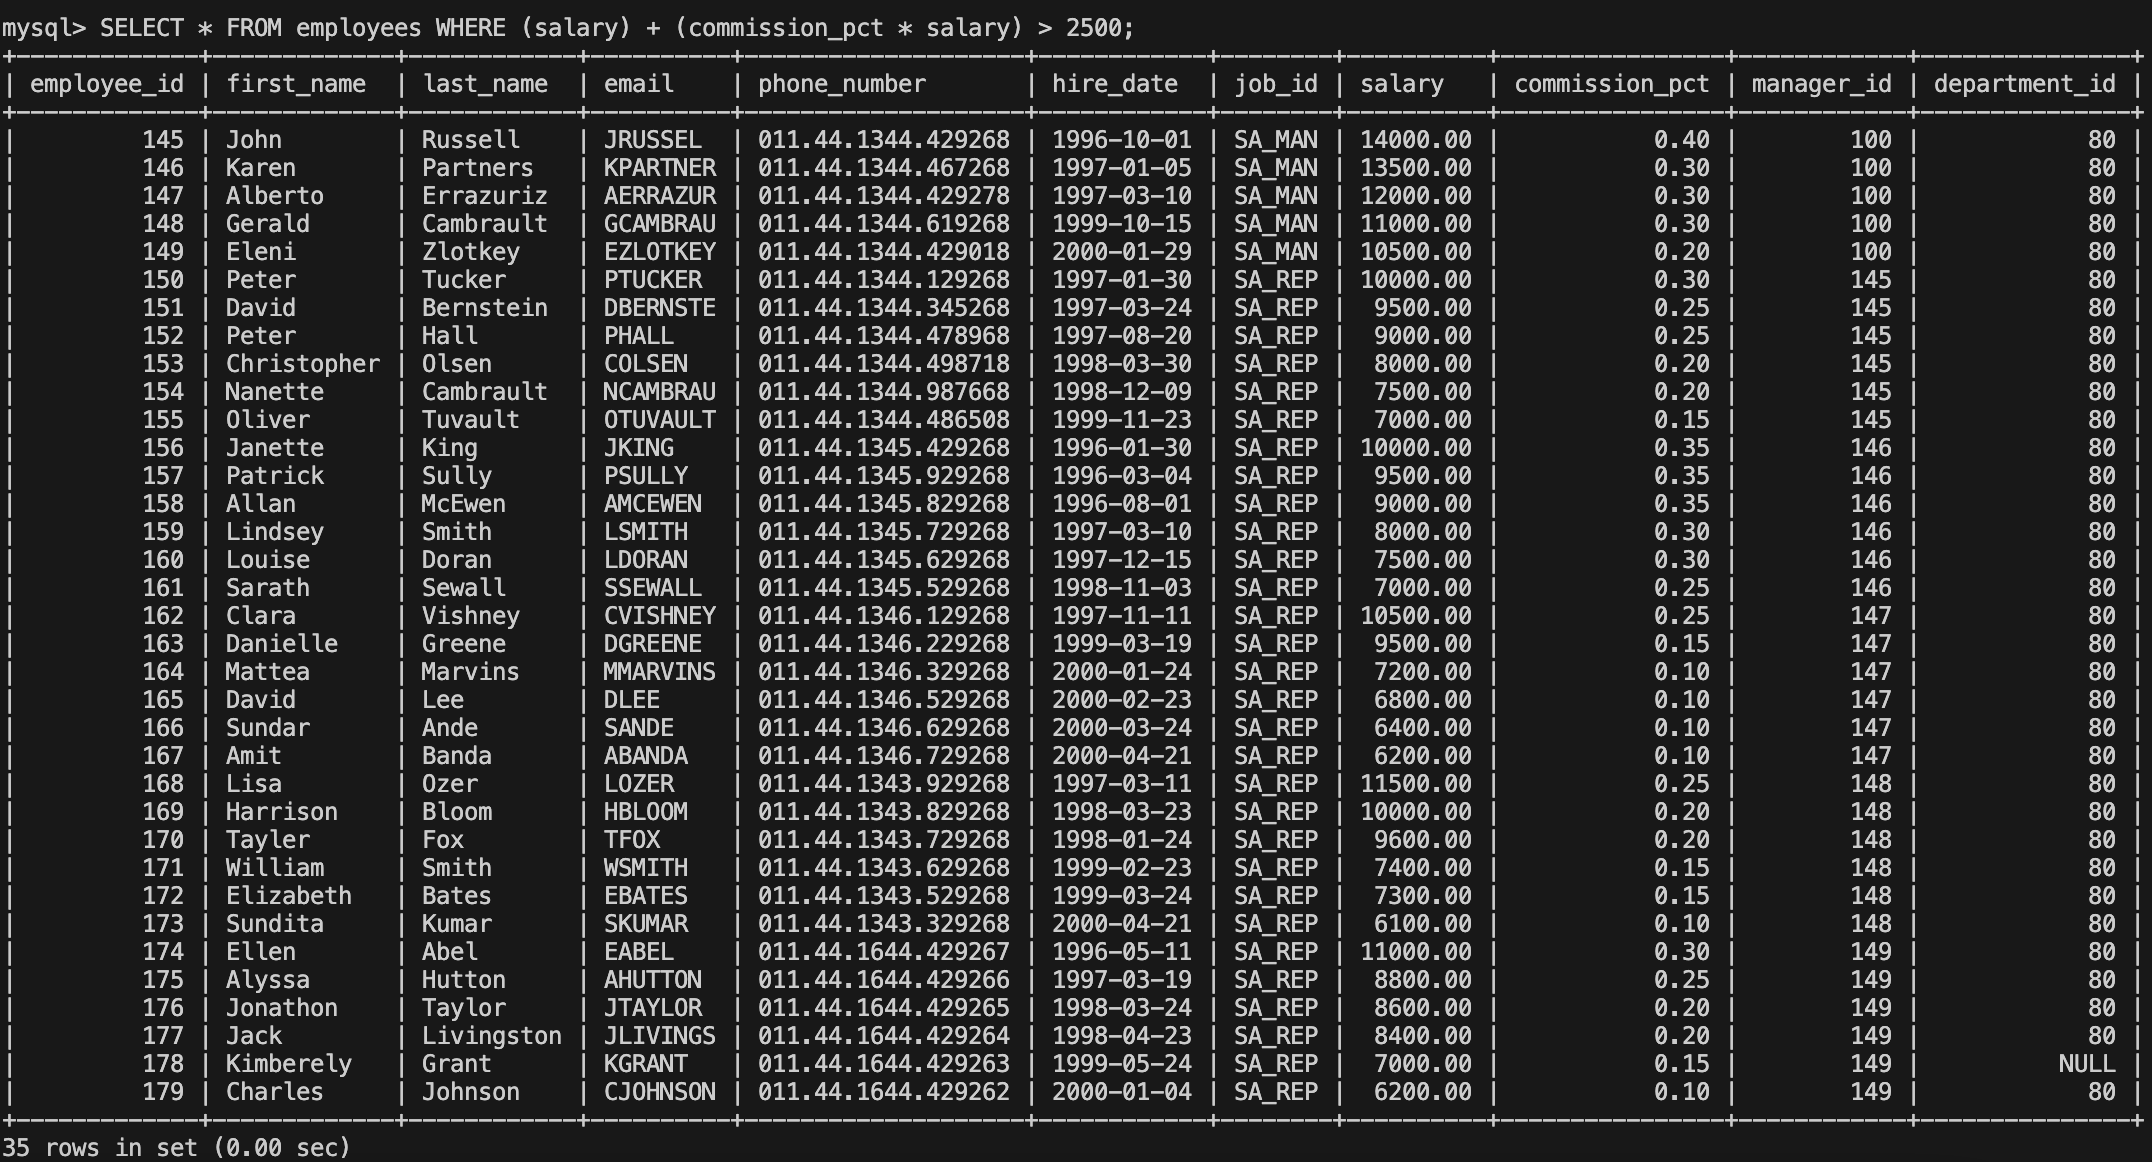 mysql> SELECT * FROM employees WHERE (salary) + (commission_pct * salary) > 2500;
+-------------+-------------+------------+----------+--------------------+------------+--------+----------+----------------+------------+---------------+
| employee_id | first_name  | last_name  | email    | phone_number       | hire_date  | job_id | salary   | commission_pct | manager_id | department_id |
+-------------+-------------+------------+----------+--------------------+------------+--------+----------+----------------+------------+---------------+
|         145 | John        | Russell    | JRUSSEL  | 011.44.1344.429268 | 1996-10-01 | SA_MAN | 14000.00 |           0.40 |        100 |            80 |
|         146 | Karen       | Partners   | KPARTNER | 011.44.1344.467268 | 1997-01-05 | SA_MAN | 13500.00 |           0.30 |        100 |            80 |
|         147 | Alberto     | Errazuriz  | AERRAZUR | 011.44.1344.429278 | 1997-03-10 | SA_MAN | 12000.00 |           0.30 |        100 |            80 |
|         148 | Gerald      | Cambrault  | GCAMBRAU | 011.44.1344.619268 | 1999-10-15 | SA_MAN | 11000.00 |           0.30 |        100 |            80 |
|         149 | Eleni       | Zlotkey    | EZLOTKEY | 011.44.1344.429018 | 2000-01-29 | SA_MAN | 10500.00 |           0.20 |        100 |            80 |
|         150 | Peter       | Tucker     | PTUCKER  | 011.44.1344.129268 | 1997-01-30 | SA_REP | 10000.00 |           0.30 |        145 |            80 |
|         151 | David       | Bernstein  | DBERNSTE | 011.44.1344.345268 | 1997-03-24 | SA_REP |  9500.00 |           0.25 |        145 |            80 |
|         152 | Peter       | Hall       | PHALL    | 011.44.1344.478968 | 1997-08-20 | SA_REP |  9000.00 |           0.25 |        145 |            80 |
|         153 | Christopher | Olsen      | COLSEN   | 011.44.1344.498718 | 1998-03-30 | SA_REP |  8000.00 |           0.20 |        145 |            80 |
|         154 | Nanette     | Cambrault  | NCAMBRAU | 011.44.1344.987668 | 1998-12-09 | SA_REP |  7500.00 |           0.20 |        145 |            80 |
|         155 | Oliver      | Tuvault    | OTUVAULT | 011.44.1344.486508 | 1999-11-23 | SA_REP |  7000.00 |           0.15 |        145 |            80 |
|         156 | Janette     | King       | JKING    | 011.44.1345.429268 | 1996-01-30 | SA_REP | 10000.00 |           0.35 |        146 |            80 |
|         157 | Patrick     | Sully      | PSULLY   | 011.44.1345.929268 | 1996-03-04 | SA_REP |  9500.00 |           0.35 |        146 |            80 |
|         158 | Allan       | McEwen     | AMCEWEN  | 011.44.1345.829268 | 1996-08-01 | SA_REP |  9000.00 |           0.35 |        146 |            80 |
|         159 | Lindsey     | Smith      | LSMITH   | 011.44.1345.729268 | 1997-03-10 | SA_REP |  8000.00 |           0.30 |        146 |            80 |
|         160 | Louise      | Doran      | LDORAN   | 011.44.1345.629268 | 1997-12-15 | SA_REP |  7500.00 |           0.30 |        146 |            80 |
|         161 | Sarath      | Sewall     | SSEWALL  | 011.44.1345.529268 | 1998-11-03 | SA_REP |  7000.00 |           0.25 |        146 |            80 |
|         162 | Clara       | Vishney    | CVISHNEY | 011.44.1346.129268 | 1997-11-11 | SA_REP | 10500.00 |           0.25 |        147 |            80 |
|         163 | Danielle    | Greene     | DGREENE  | 011.44.1346.229268 | 1999-03-19 | SA_REP |  9500.00 |           0.15 |        147 |            80 |
|         164 | Mattea      | Marvins    | MMARVINS | 011.44.1346.329268 | 2000-01-24 | SA_REP |  7200.00 |           0.10 |        147 |            80 |
|         165 | David       | Lee        | DLEE     | 011.44.1346.529268 | 2000-02-23 | SA_REP |  6800.00 |           0.10 |        147 |            80 |
|         166 | Sundar      | Ande       | SANDE    | 011.44.1346.629268 | 2000-03-24 | SA_REP |  6400.00 |           0.10 |        147 |            80 |
|         167 | Amit        | Banda      | ABANDA   | 011.44.1346.729268 | 2000-04-21 | SA_REP |  6200.00 |           0.10 |        147 |            80 |
|         168 | Lisa        | Ozer       | LOZER    | 011.44.1343.929268 | 1997-03-11 | SA_REP | 11500.00 |           0.25 |        148 |            80 |
|         169 | Harrison    | Bloom      | HBLOOM   | 011.44.1343.829268 | 1998-03-23 | SA_REP | 10000.00 |           0.20 |        148 |            80 |
|         170 | Tayler      | Fox        | TFOX     | 011.44.1343.729268 | 1998-01-24 | SA_REP |  9600.00 |           0.20 |        148 |            80 |
|         171 | William     | Smith      | WSMITH   | 011.44.1343.629268 | 1999-02-23 | SA_REP |  7400.00 |           0.15 |        148 |            80 |
|         172 | Elizabeth   | Bates      | EBATES   | 011.44.1343.529268 | 1999-03-24 | SA_REP |  7300.00 |           0.15 |        148 |            80 |
|         173 | Sundita     | Kumar      | SKUMAR   | 011.44.1343.329268 | 2000-04-21 | SA_REP |  6100.00 |           0.10 |        148 |            80 |
|         174 | Ellen       | Abel       | EABEL    | 011.44.1644.429267 | 1996-05-11 | SA_REP | 11000.00 |           0.30 |        149 |            80 |
|         175 | Alyssa      | Hutton     | AHUTTON  | 011.44.1644.429266 | 1997-03-19 | SA_REP |  8800.00 |           0.25 |        149 |            80 |
|         176 | Jonathon    | Taylor     | JTAYLOR  | 011.44.1644.429265 | 1998-03-24 | SA_REP |  8600.00 |           0.20 |        149 |            80 |
|         177 | Jack        | Livingston | JLIVINGS | 011.44.1644.429264 | 1998-04-23 | SA_REP |  8400.00 |           0.20 |        149 |            80 |
|         178 | Kimberely   | Grant      | KGRANT   | 011.44.1644.429263 | 1999-05-24 | SA_REP |  7000.00 |           0.15 |        149 |          NULL |
|         179 | Charles     | Johnson    | CJOHNSON | 011.44.1644.429262 | 2000-01-04 | SA_REP |  6200.00 |           0.10 |        149 |            80 |
+-------------+-------------+------------+----------+--------------------+------------+--------+----------+----------------+------------+---------------+
35 rows in set (0.00 sec)